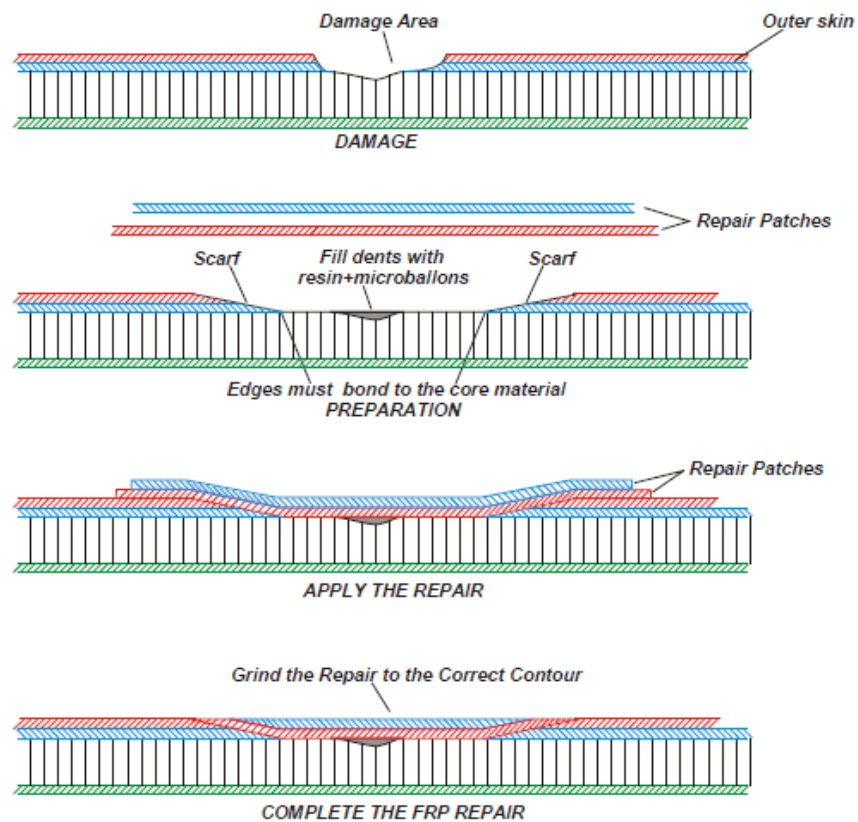 Damage Area
Outer skin
DAMAGE
Repair Patches
Scarf
Fill dents with
resin+microballons
Scarf
Edges must bond to the core material
PREPARATION
Repair Patches
APPLY THE REPAIR
Grind the Repair to the Correct Contour
COMPLETE THE FRP REPAIR